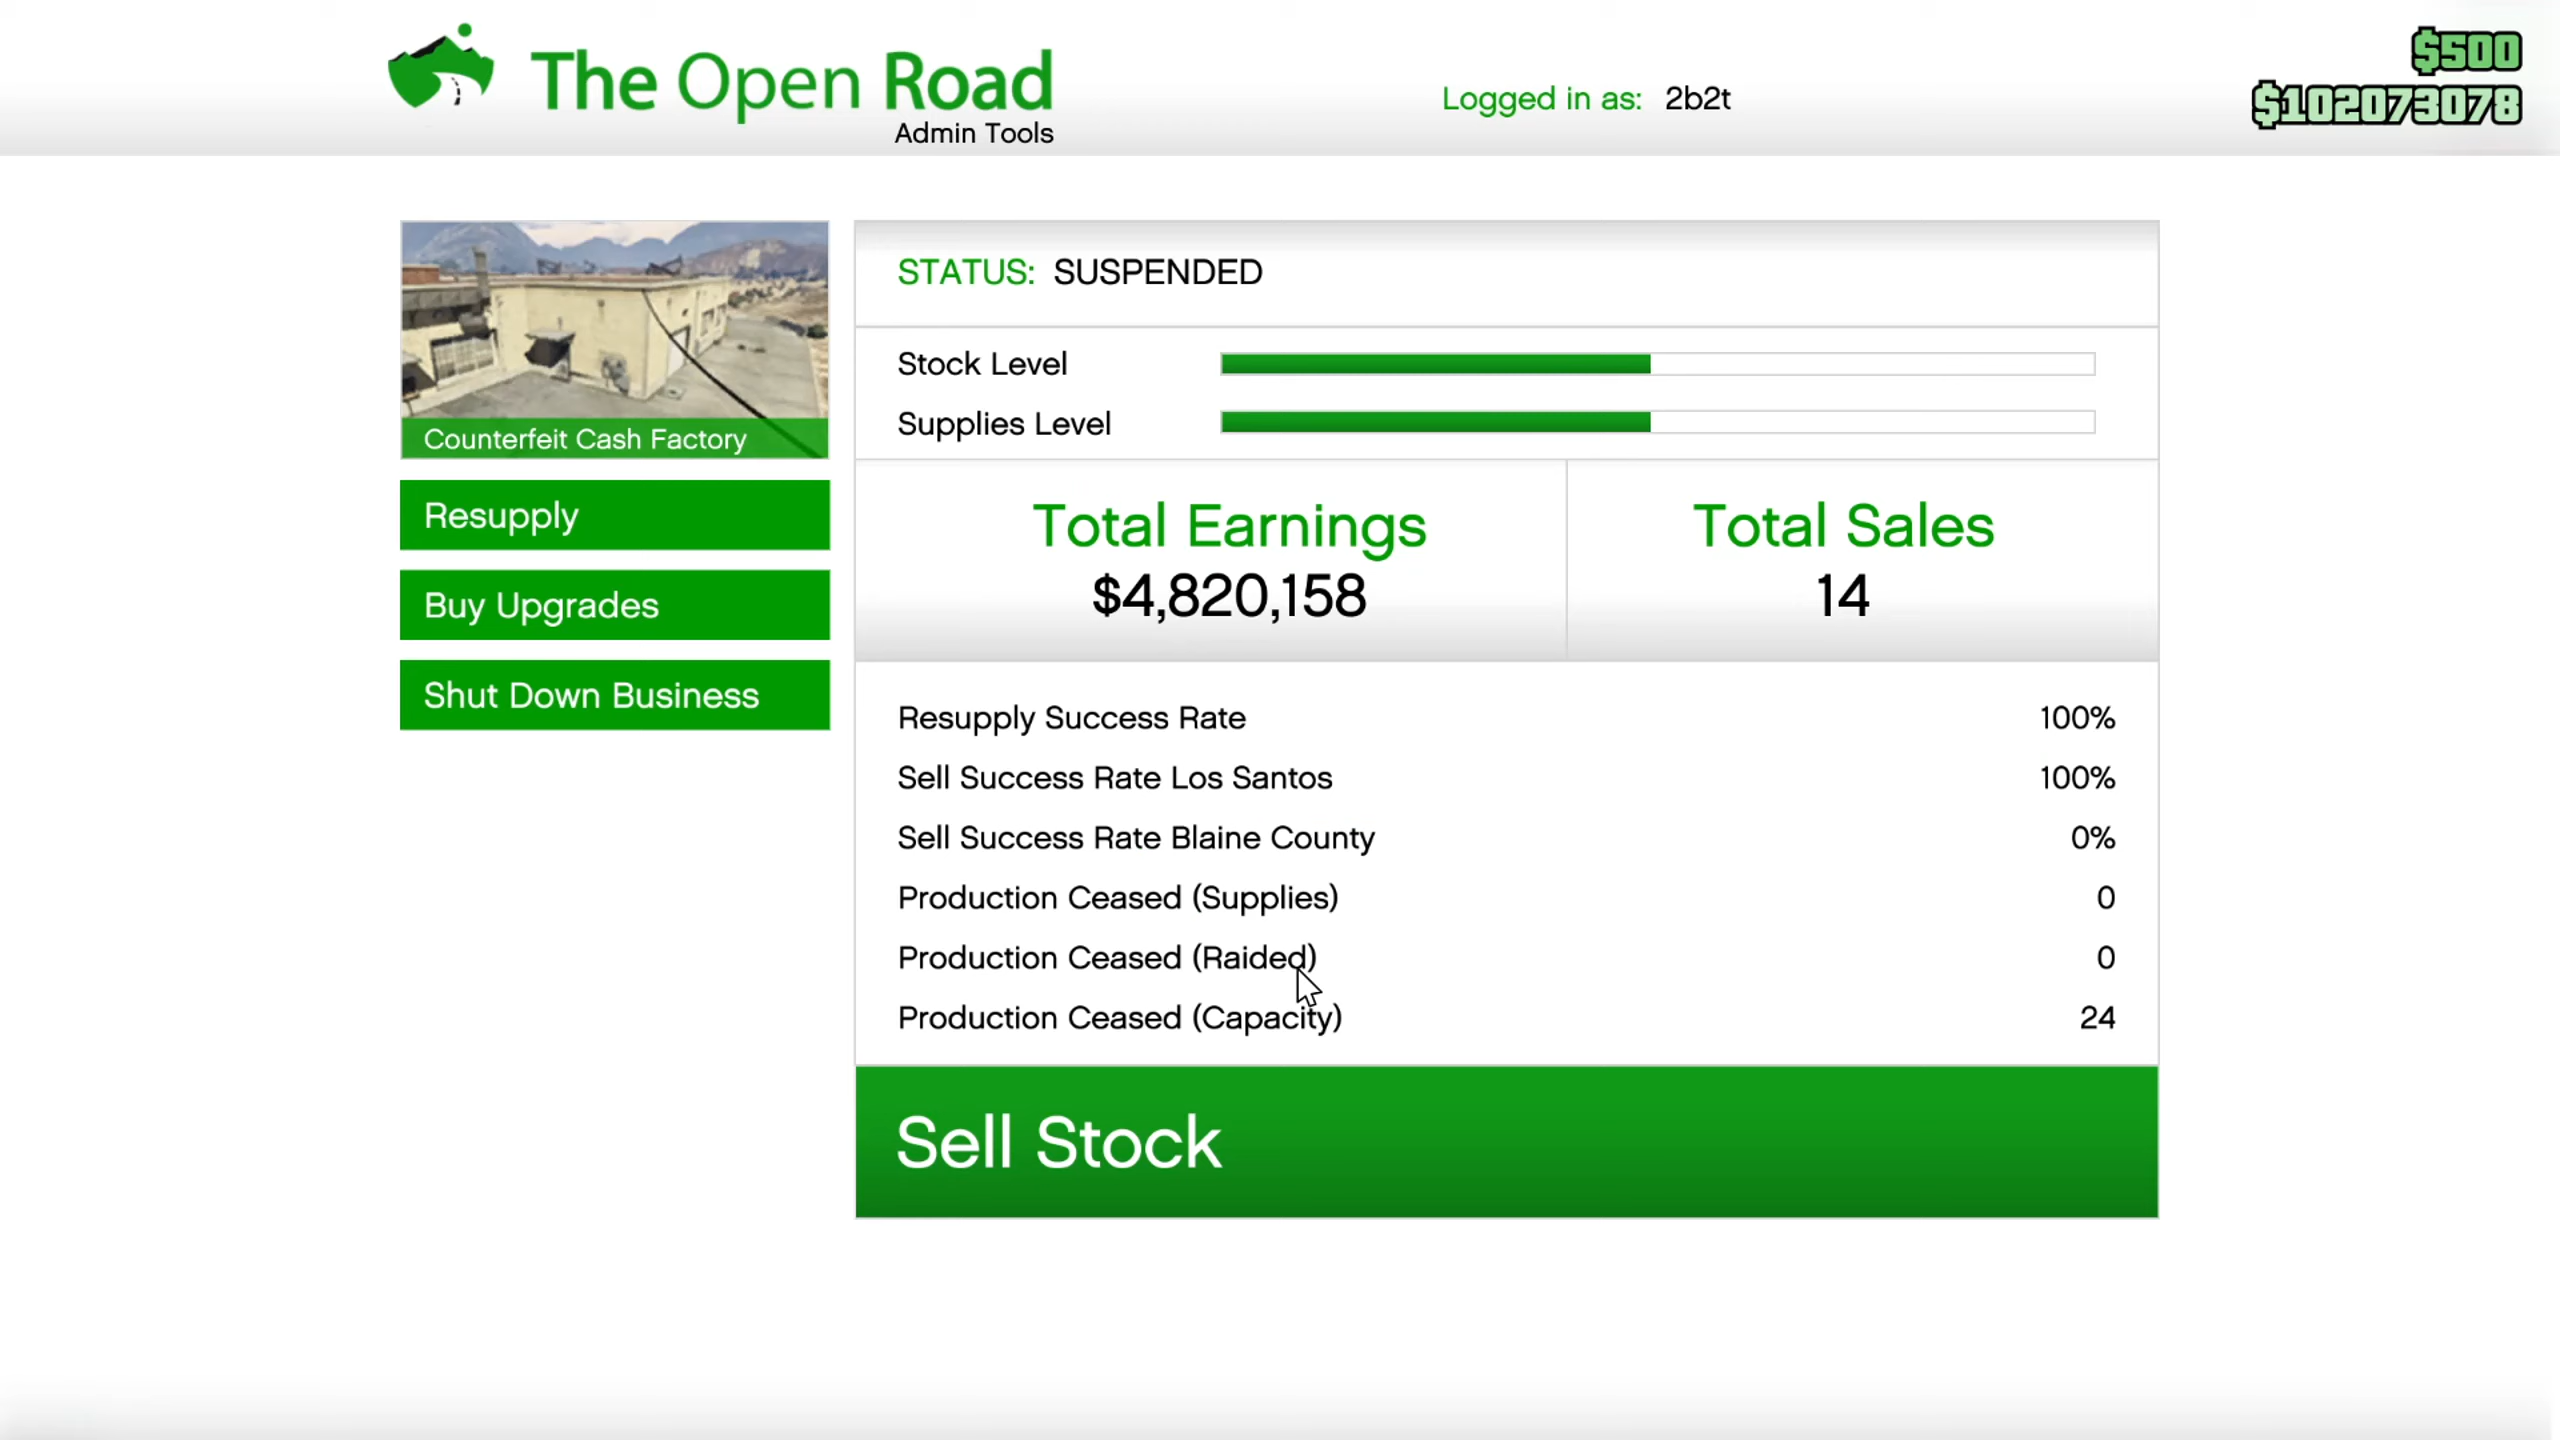 The Open Road
Admin Tools
Logged in as: 2b2t
$500
$102073078
Counterfeit Cash Factory
Resupply
Buy Upgrades
Shut Down Business
STATUS: SUSPENDED
Stock Level
Supplies Level
Total Earnings
$4,820,158
Total Sales
14
Resupply Success Rate 100%
Sell Success Rate Los Santos 100%
Sell Success Rate Blaine County 0%
Production Ceased (Supplies) 0
Production Ceased (Raided) 0
Production Ceased (Capacity) 24
Sell Stock